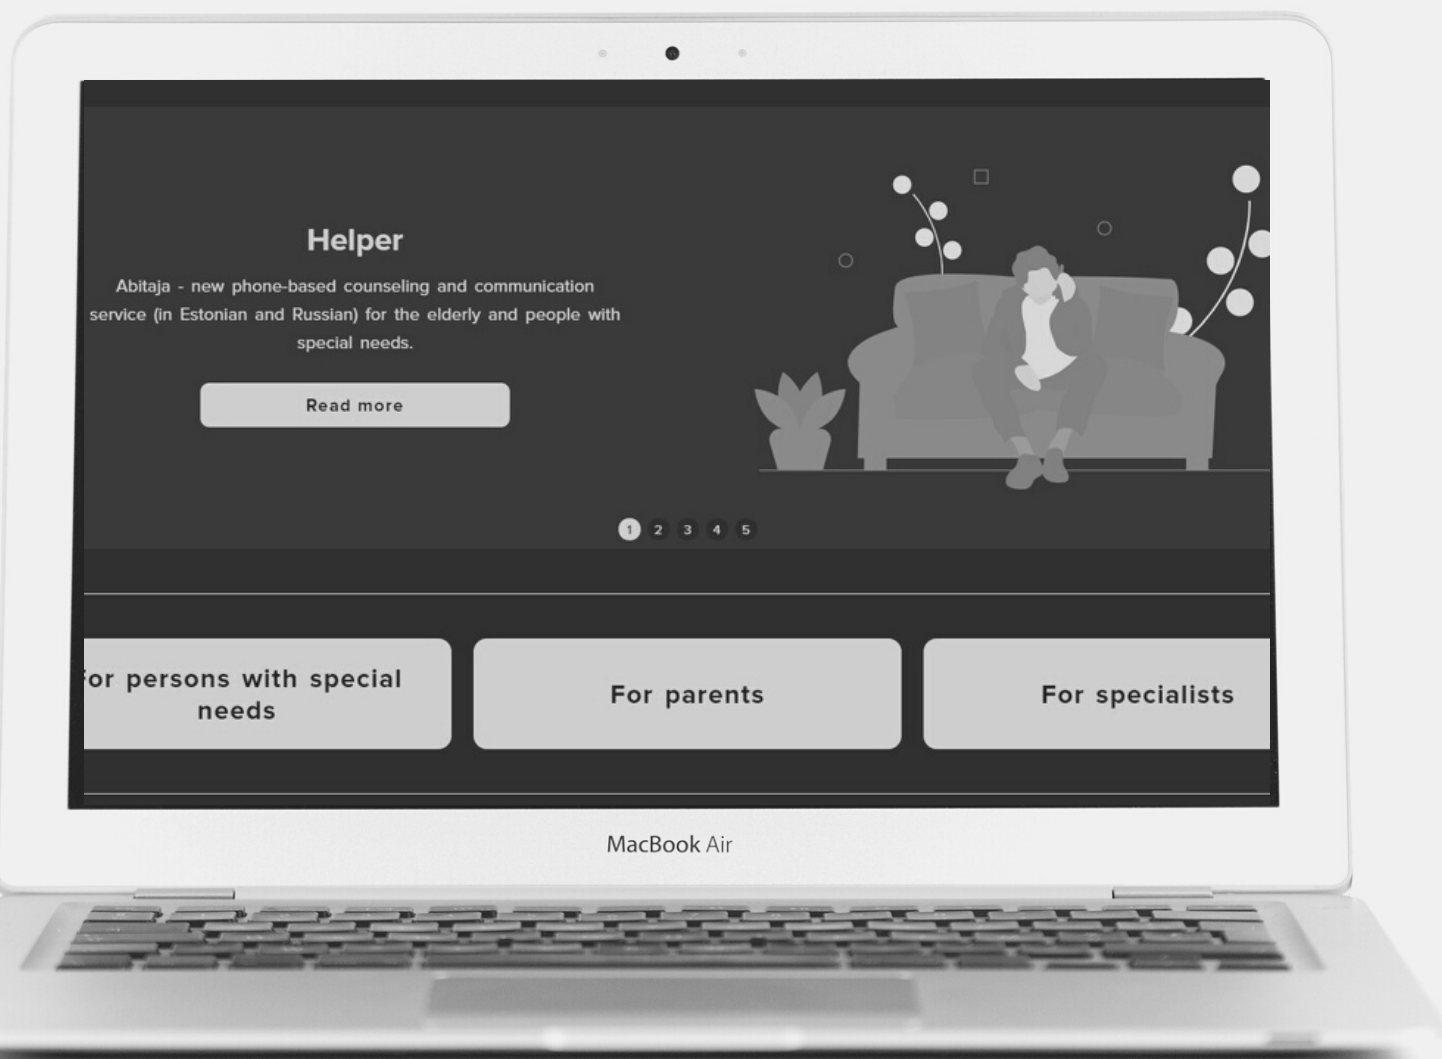 Helper
Abitaja - new phone-based counseling and communication
service (in Estonian and Russian) for the elderly and people with
special needs.
Read more
1 2 3 4 5
For persons with special
needs
For parents
For specialists
MacBook Air